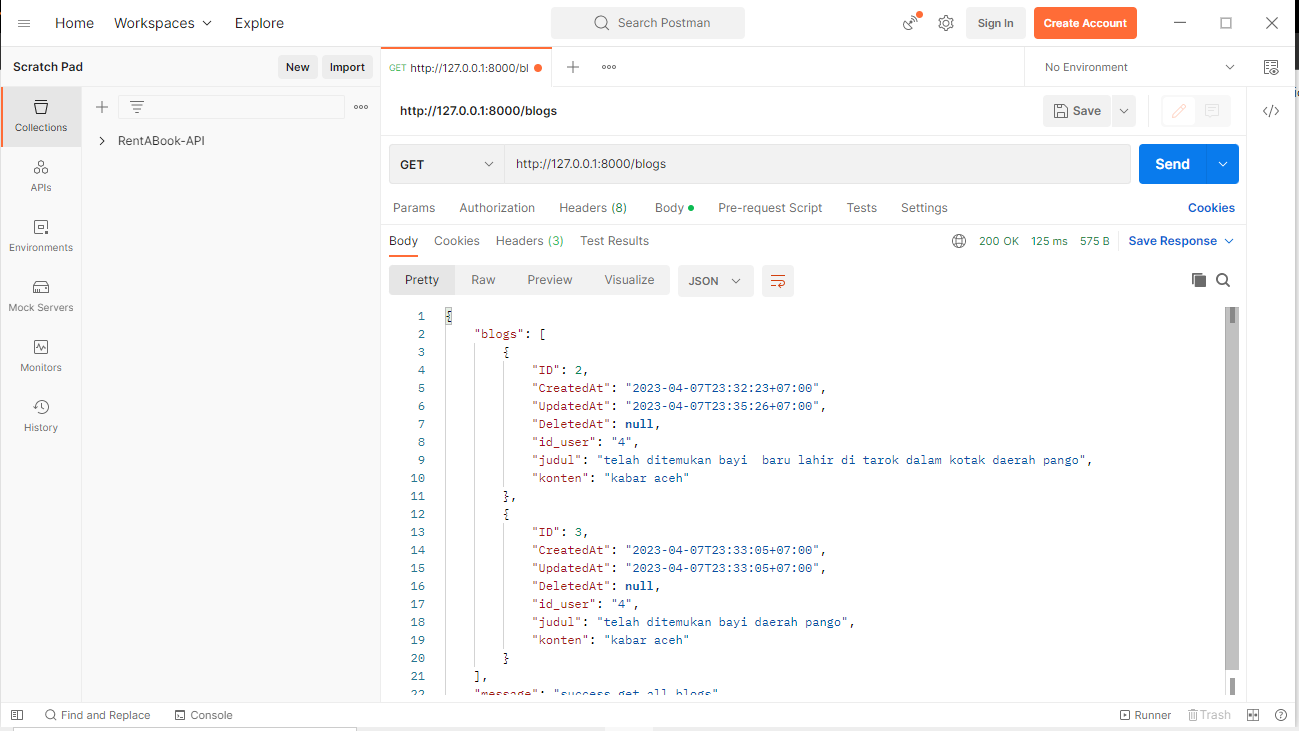 Home Workspaces Explore Search Postman Sign In Create Account
Scratch Pad New Import GET http://127.0.0.1:8000/bl No Environment
http://127.0.0.1:8000/blogs Save
Collections
RentABook-API
APIs
Environments
Mock Servers
Monitors
History
GET http://127.0.0.1:8000/blogs Send
Params Authorization Headers (8) Body Pre-request Script Tests Settings Cookies
Body Cookies Headers (3) Test Results 200 OK 125 ms 575 B Save Response
Pretty Raw Preview Visualize JSON
1 {
2 "blogs": [
3 {
4 "ID": 2,
5 "CreatedAt": "2023-04-07T23:32:23+07:00",
6 "UpdatedAt": "2023-04-07T23:35:26+07:00",
7 "DeletedAt": null,
8 "id_user": "4",
9 "judul": "telah ditemukan bayi  baru lahir di tarok dalam kotak daerah pango",
10 "konten": "kabar aceh"
11 },
12 {
13 "ID": 3,
14 "CreatedAt": "2023-04-07T23:33:05+07:00",
15 "UpdatedAt": "2023-04-07T23:33:05+07:00",
16 "DeletedAt": null,
17 "id_user": "4",
18 "judul": "telah ditemukan bayi daerah pango",
19 "konten": "kabar aceh"
20 }
21 ],
22 "message": "success get all blogs"
Find and Replace Console Runner Trash